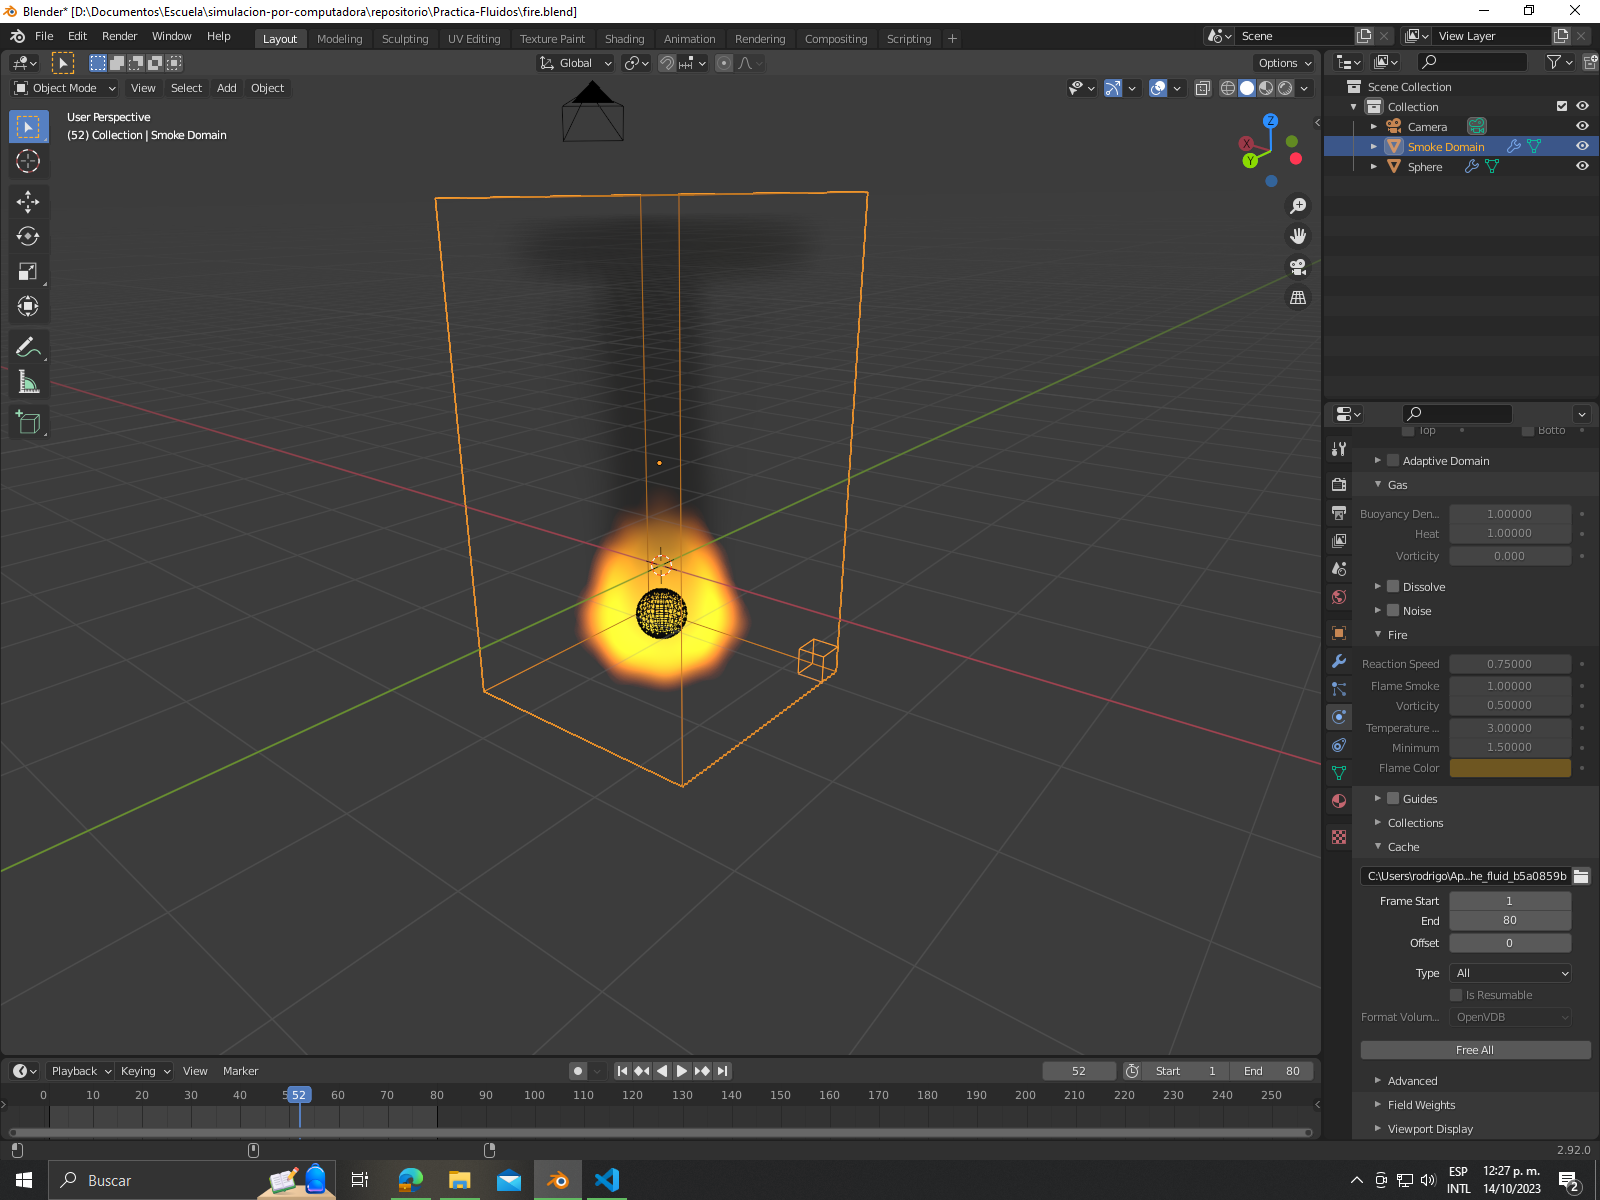 Blender* [D:\Documentos\Escuela\simulacion-por-computadora\repositorio\Practica-Fluidos\fire.blend]
File Edit Render Window Help Layout Modeling Sculpting UV Editing Texture Paint Shading Animation Rendering Compositing Scripting + Scene View Layer
Global Options
Object Mode View Select Add Object
User Perspective
(52) Collection | Smoke Domain
Z
X
Y
Scene Collection
Collection
Camera
Smoke Domain
Sphere
Top Botto
Adaptive Domain
Gas
Buoyancy Den... 1.00000
Heat 1.00000
Vorticity 0.000
Dissolve
Noise
Fire
Reaction Speed 0.75000
Flame Smoke 1.00000
Vorticity 0.50000
Temperature ... 3.00000
Minimum 1.50000
Flame Color
Guides
Collections
Cache
C:\Users\rodrigo\Ap...he_fluid_b5a0859b
Frame Start 1
End 80
Offset 0
Type All
Is Resumable
Format Volum... OpenVDB
Free All
Advanced
Field Weights
Viewport Display
Playback Keying View Marker 52 Start 1 End 80
0 10 20 30 40 52 60 70 80 90 100 110 120 130 140 150 160 170 180 190 200 210 220 230 240 250
2.92.0
Buscar
ESP
INTL
12:27 p. m.
14/10/2023
2